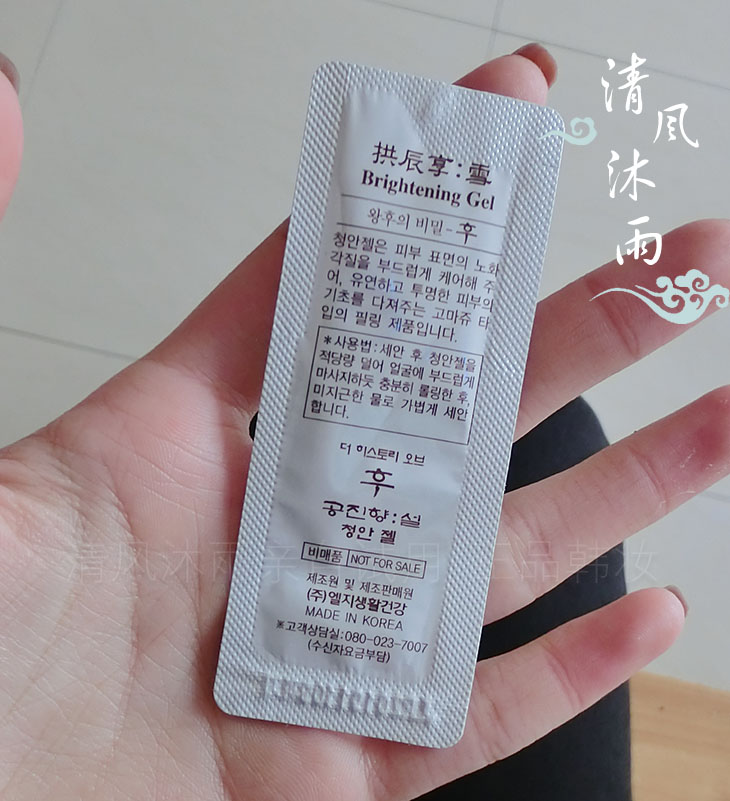 清风沐雨
拱辰享:雪
Brightening Gel
왕후의 비밀-후
청안젤은 피부 표면의 노화
각질을 부드럽게 케어해 주
어, 유연하고 투명한 피부의
기초를 다져주는 고마쥬 타
입의 필링 제품입니다.
*사용법:세안 후 청안젤을
적당량 덜어 얼굴에 부드럽게
마사지하듯 충분히 롤링한 후,
미지근한 물로 가볍게 세안
합니다.
더 히스토리 오브
후
공진향:설
청안 젤
비매품 NOT FOR SALE
제조원 및 제조판매원
(주)엘지생활건강
MADE IN KOREA
※고객상담실:080-023-7007
(수신자요금부담)